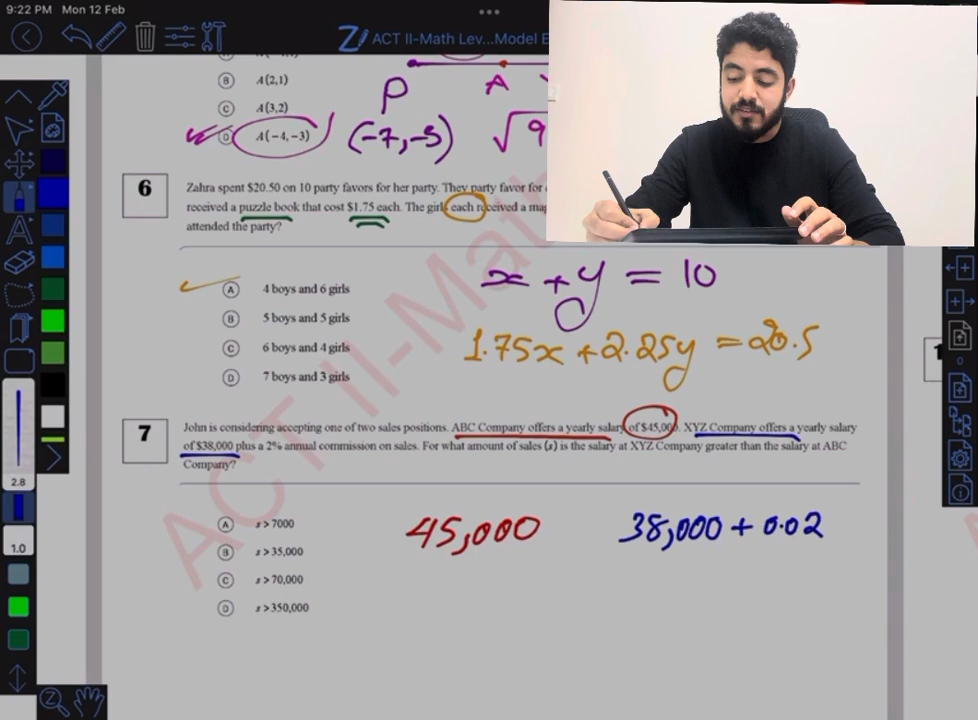 9:22 PM Mon 12 Feb
ACT II-Math Lev...Model E
B A(2,1)
C A(3,2)
D A(−4,−3)
P
A
(-7,-5)
√9
6
Zahra spent $20.50 on 10 party favors for her party. They party favor for
received a puzzle book that cost $1.75 each. The girls each received a ma
attended the party?
A 4 boys and 6 girls
B 5 boys and 5 girls
C 6 boys and 4 girls
D 7 boys and 3 girls
x + y = 10
1.75x + 2.25y = 20.5
7
John is considering accepting one of two sales positions. ABC Company offers a yearly salary of $45,000. XYZ Company offers a yearly salary
of $38,000 plus a 2% annual commission on sales. For what amount of sales (s) is the salary at XYZ Company greater than the salary at ABC
Company?
A s > 7000
B s > 35,000
C s > 70,000
D s > 350,000
45,000
38,000 + 0.02
2.8
1.0
ACT II-Math